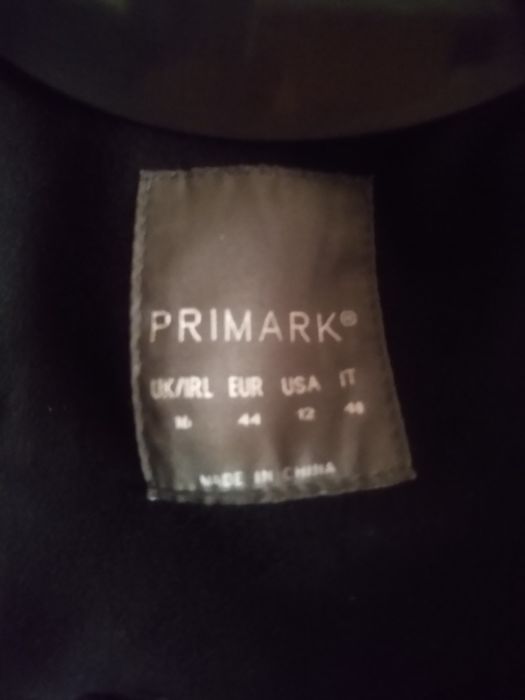 PRIMARK®
UK/IRL EUR USA IT
16 44 12 48
MADE IN CHINA